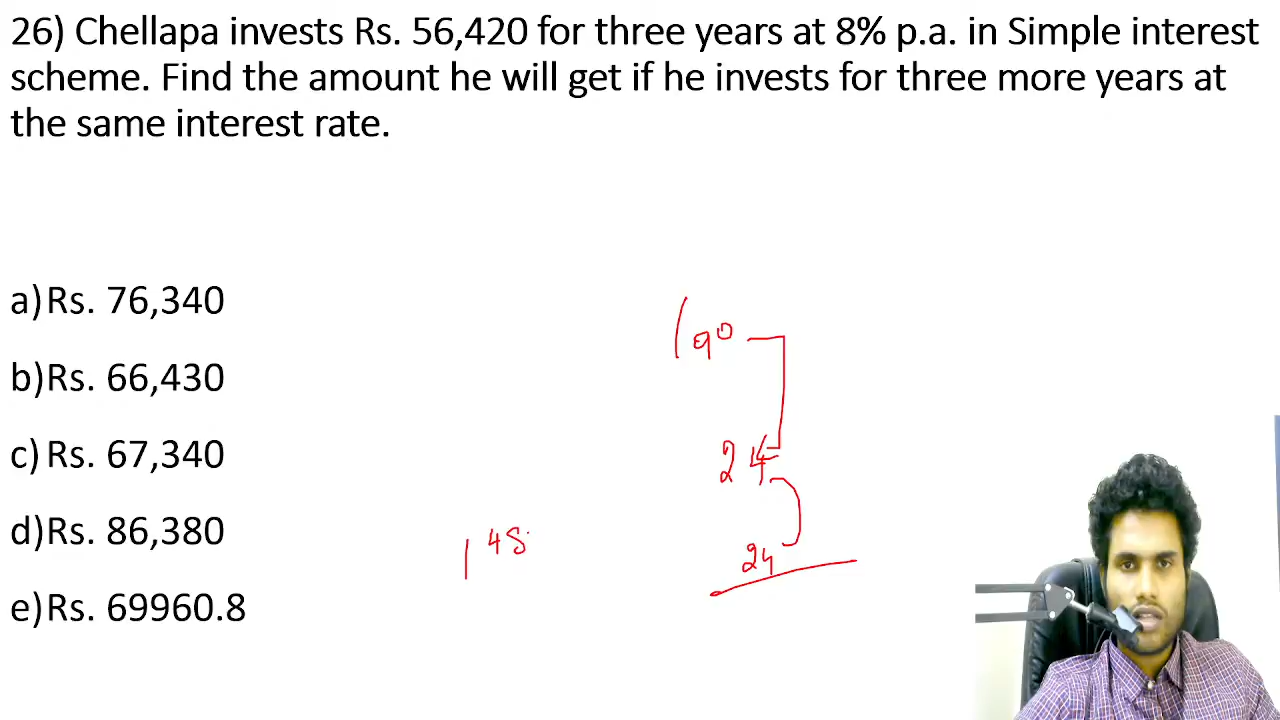 26) Chellapa invests Rs. 56,420 for three years at 8% p.a. in Simple interest
scheme. Find the amount he will get if he invests for three more years at
the same interest rate.
a) Rs. 76,340
b) Rs. 66,430
c) Rs. 67,340
d) Rs. 86,380
e) Rs. 69960.8
24
148
24